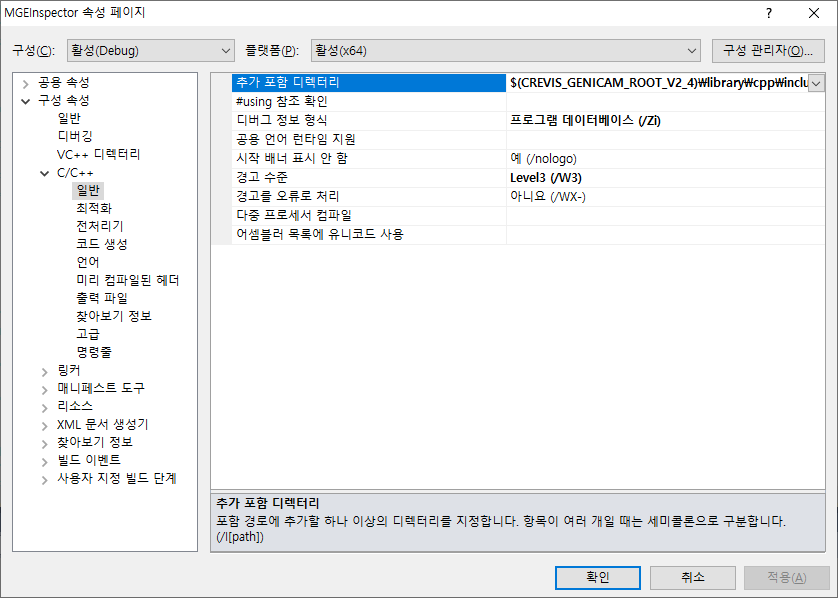 MGEInspector 속성 페이지
구성(C): 활성(Debug) 플랫폼(P): 활성(x64) 구성 관리자(O)...
공용 속성
구성 속성
일반
디버깅
VC++ 디렉터리
C/C++
일반
최적화
전처리기
코드 생성
언어
미리 컴파일된 헤더
출력 파일
찾아보기 정보
고급
명령줄
링커
매니페스트 도구
리소스
XML 문서 생성기
찾아보기 정보
빌드 이벤트
사용자 지정 빌드 단계
추가 포함 디렉터리 $(CREVIS_GENICAM_ROOT_V2_4)₩library₩cpp₩inclu
#using 참조 확인
디버그 정보 형식 프로그램 데이터베이스 (/Zi)
공용 언어 런타임 지원
시작 배너 표시 안 함 예 (/nologo)
경고 수준 Level3 (/W3)
경고를 오류로 처리 아니요 (/WX-)
다중 프로세서 컴파일
어셈블러 목록에 유니코드 사용
추가 포함 디렉터리
포함 경로에 추가할 하나 이상의 디렉터리를 지정합니다. 항목이 여러 개일 때는 세미콜론으로 구분합니다.
(/I[path])
확인 취소 적용(A)